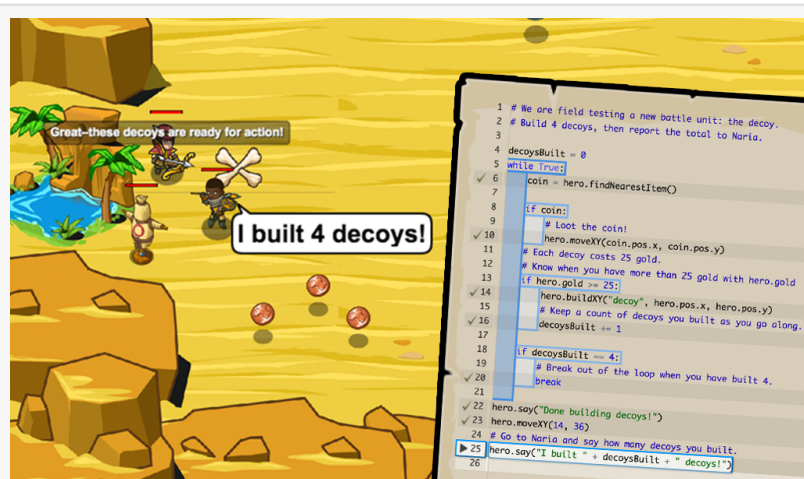 Great–these decoys are ready for action!
I built 4 decoys!
1 # We are field testing a new battle unit: the decoy.
2 # Build 4 decoys, then report the total to Naria.
3
4 decoysBuilt = 0
5 while True:
6 coin = hero.findNearestItem()
7
8 if coin:
9 # Loot the coin!
10 hero.moveXY(coin.pos.x, coin.pos.y)
11 # Each decoy costs 25 gold.
12 # Know when you have more than 25 gold with hero.gold
13 if hero.gold >= 25:
14 hero.buildXY("decoy", hero.pos.x, hero.pos.y)
15 # Keep a count of decoys you built as you go along.
16 decoysBuilt += 1
17
18 if decoysBuilt == 4:
19 # Break out of the loop when you have built 4.
20 break
21
22 hero.say("Done building decoys!")
23 hero.moveXY(14, 36)
24 # Go to Naria and say how many decoys you built.
25 hero.say("I built " + decoysBuilt + " decoys!")
26